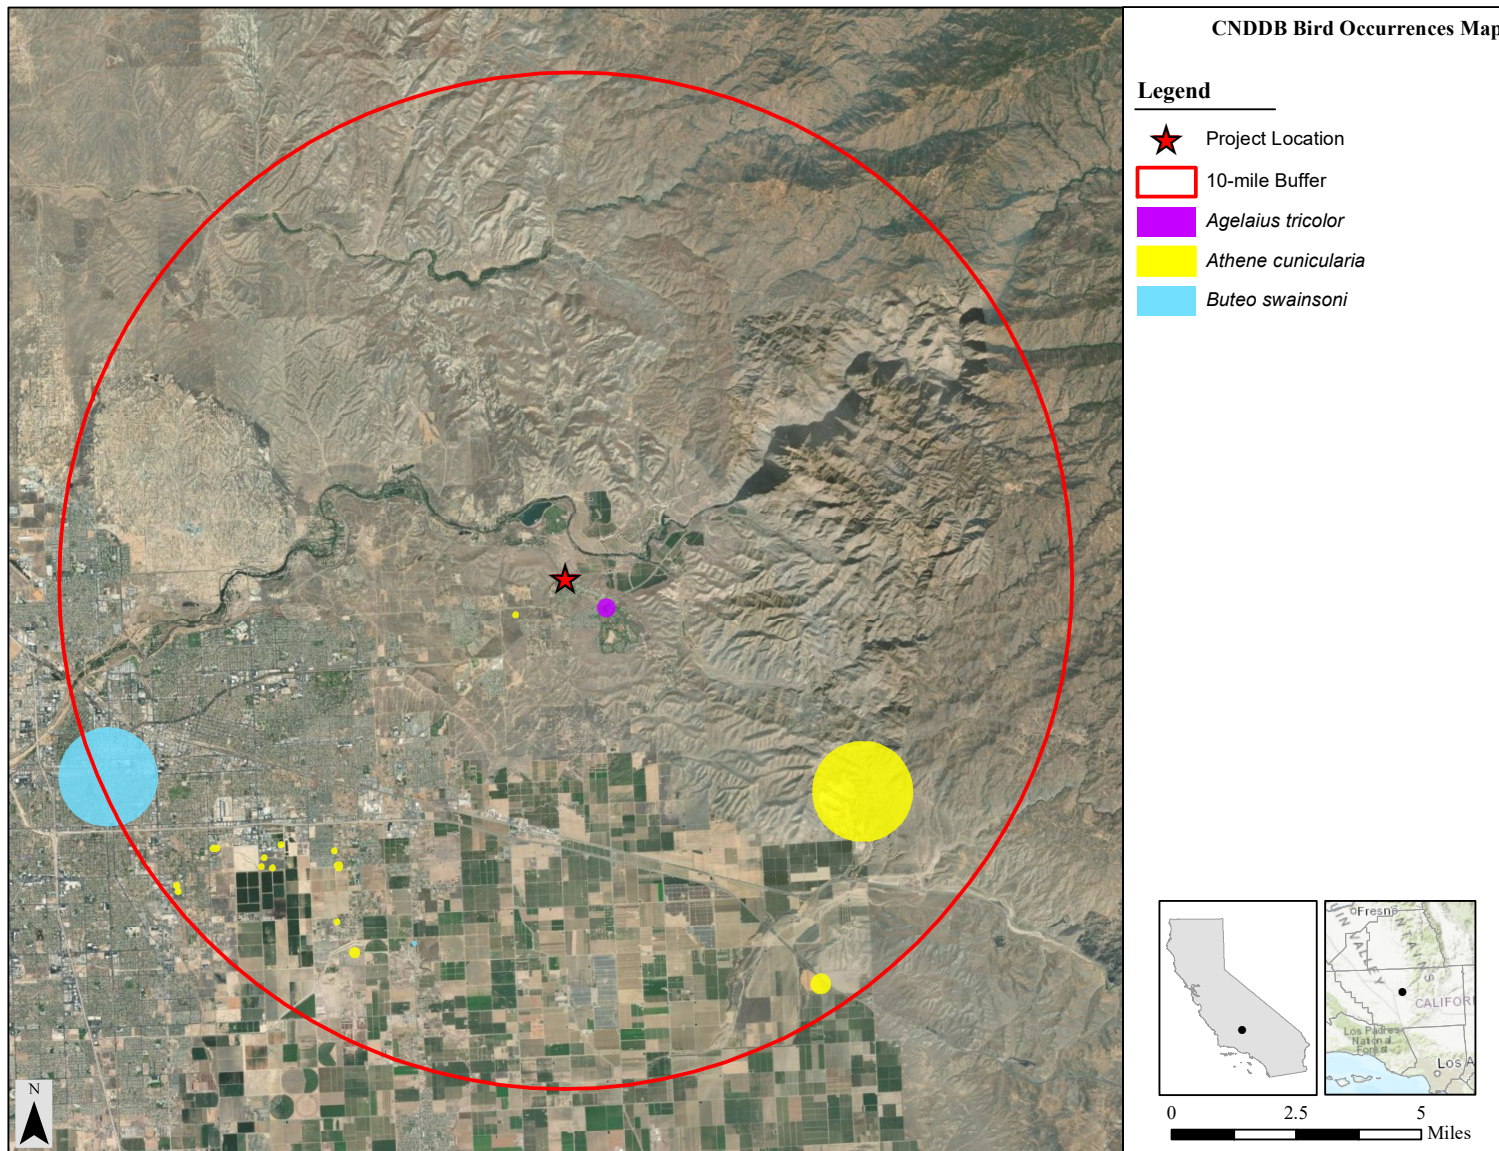 CNDDB Bird Occurrences Map
Legend
Project Location
10-mile Buffer
Agelaius tricolor
Athene cunicularia
Buteo swainsoni
Fresno
CALIFOR
Los Padres
National
Forest
Los A
0 2.5 5
Miles
N